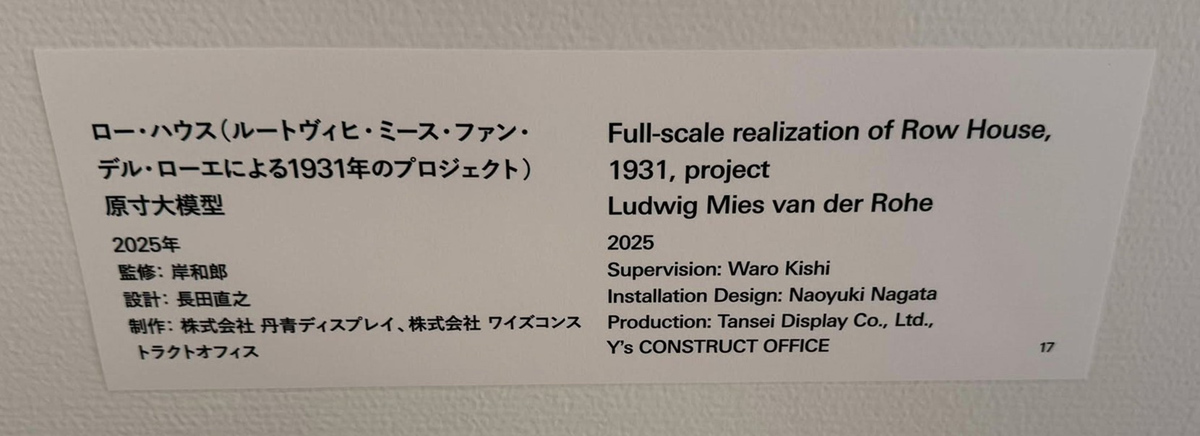 ロー・ハウス（ルートヴィヒ・ミース・ファン・
デル・ローエによる1931年のプロジェクト）
原寸大模型
2025年
監修：岸和郎
設計：長田直之
制作：株式会社 丹青ディスプレイ、株式会社 ワイズコンス
トラクトオフィス
Full-scale realization of Row House,
1931, project
Ludwig Mies van der Rohe
2025
Supervision: Waro Kishi
Installation Design: Naoyuki Nagata
Production: Tansei Display Co., Ltd.,
Y's CONSTRUCT OFFICE
17